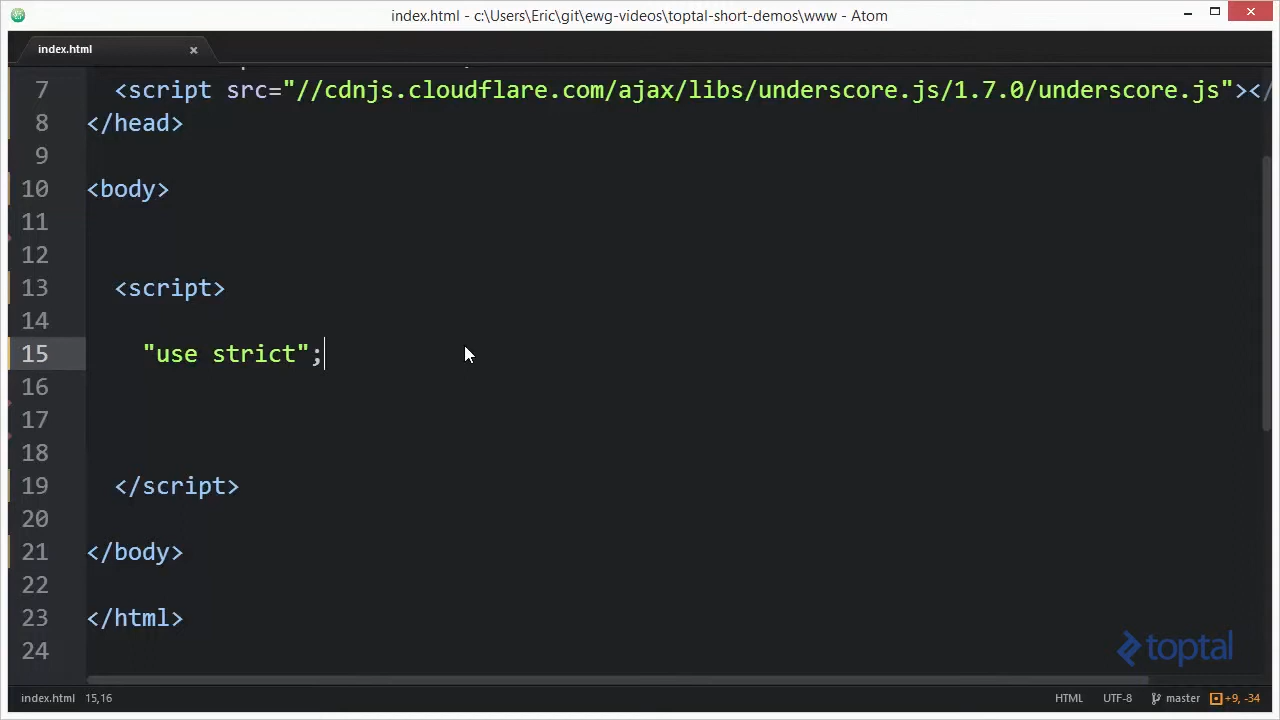 index.html - c:\Users\Eric\git\ewg-videos\toptal-short-demos\www - Atom
index.html
7 <script src="//cdnjs.cloudflare.com/ajax/libs/underscore.js/1.7.0/underscore.js"></
8 </head>
9
10 <body>
11
12
13 <script>
14
15 "use strict";
16
17
18
19 </script>
20
21 </body>
22
23 </html>
24
toptal
index.html 15,16 HTML UTF-8 master +9, -34